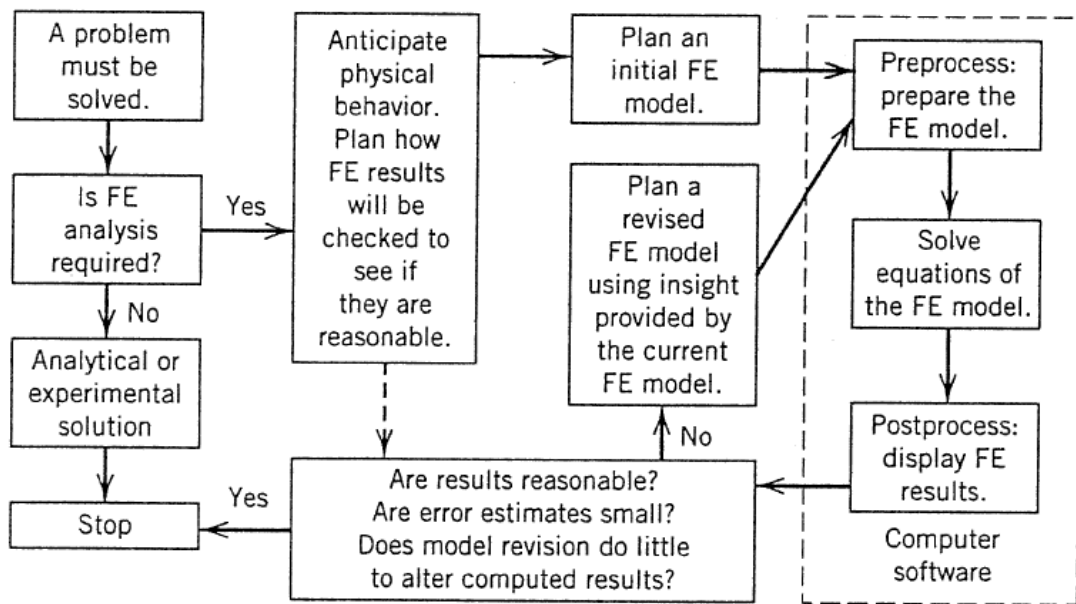 A problem
must be
solved.
Is FE
analysis
required?
Yes
No
Analytical or
experimental
solution
Stop
Anticipate
physical
behavior.
Plan how
FE results
will be
checked to
see if
they are
reasonable.
Plan an
initial FE
model.
Plan a
revised
FE model
using insight
provided by
the current
FE model.
No
Preprocess:
prepare the
FE model.
Solve
equations of
the FE model.
Postprocess:
display FE
results.
Computer
software
Are results reasonable?
Are error estimates small?
Does model revision do little
to alter computed results?
Yes